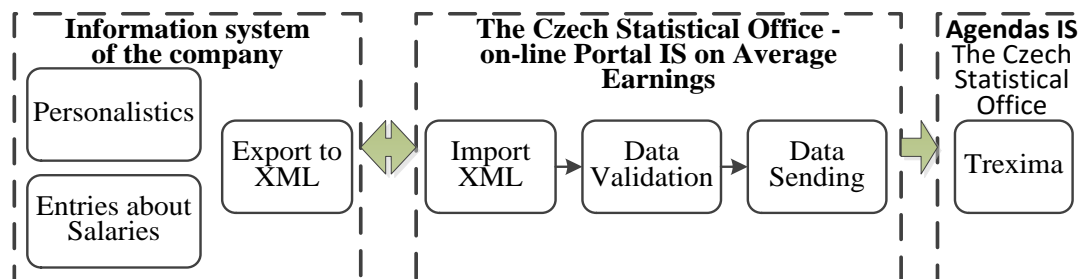 Information system
of the company
Personalistics
Entries about
Salaries
Export to
XML
The Czech Statistical Office -
on-line Portal IS on Average
Earnings
Import
XML
Data
Validation
Data
Sending
Agendas IS
The Czech
Statistical
Office
Trexima